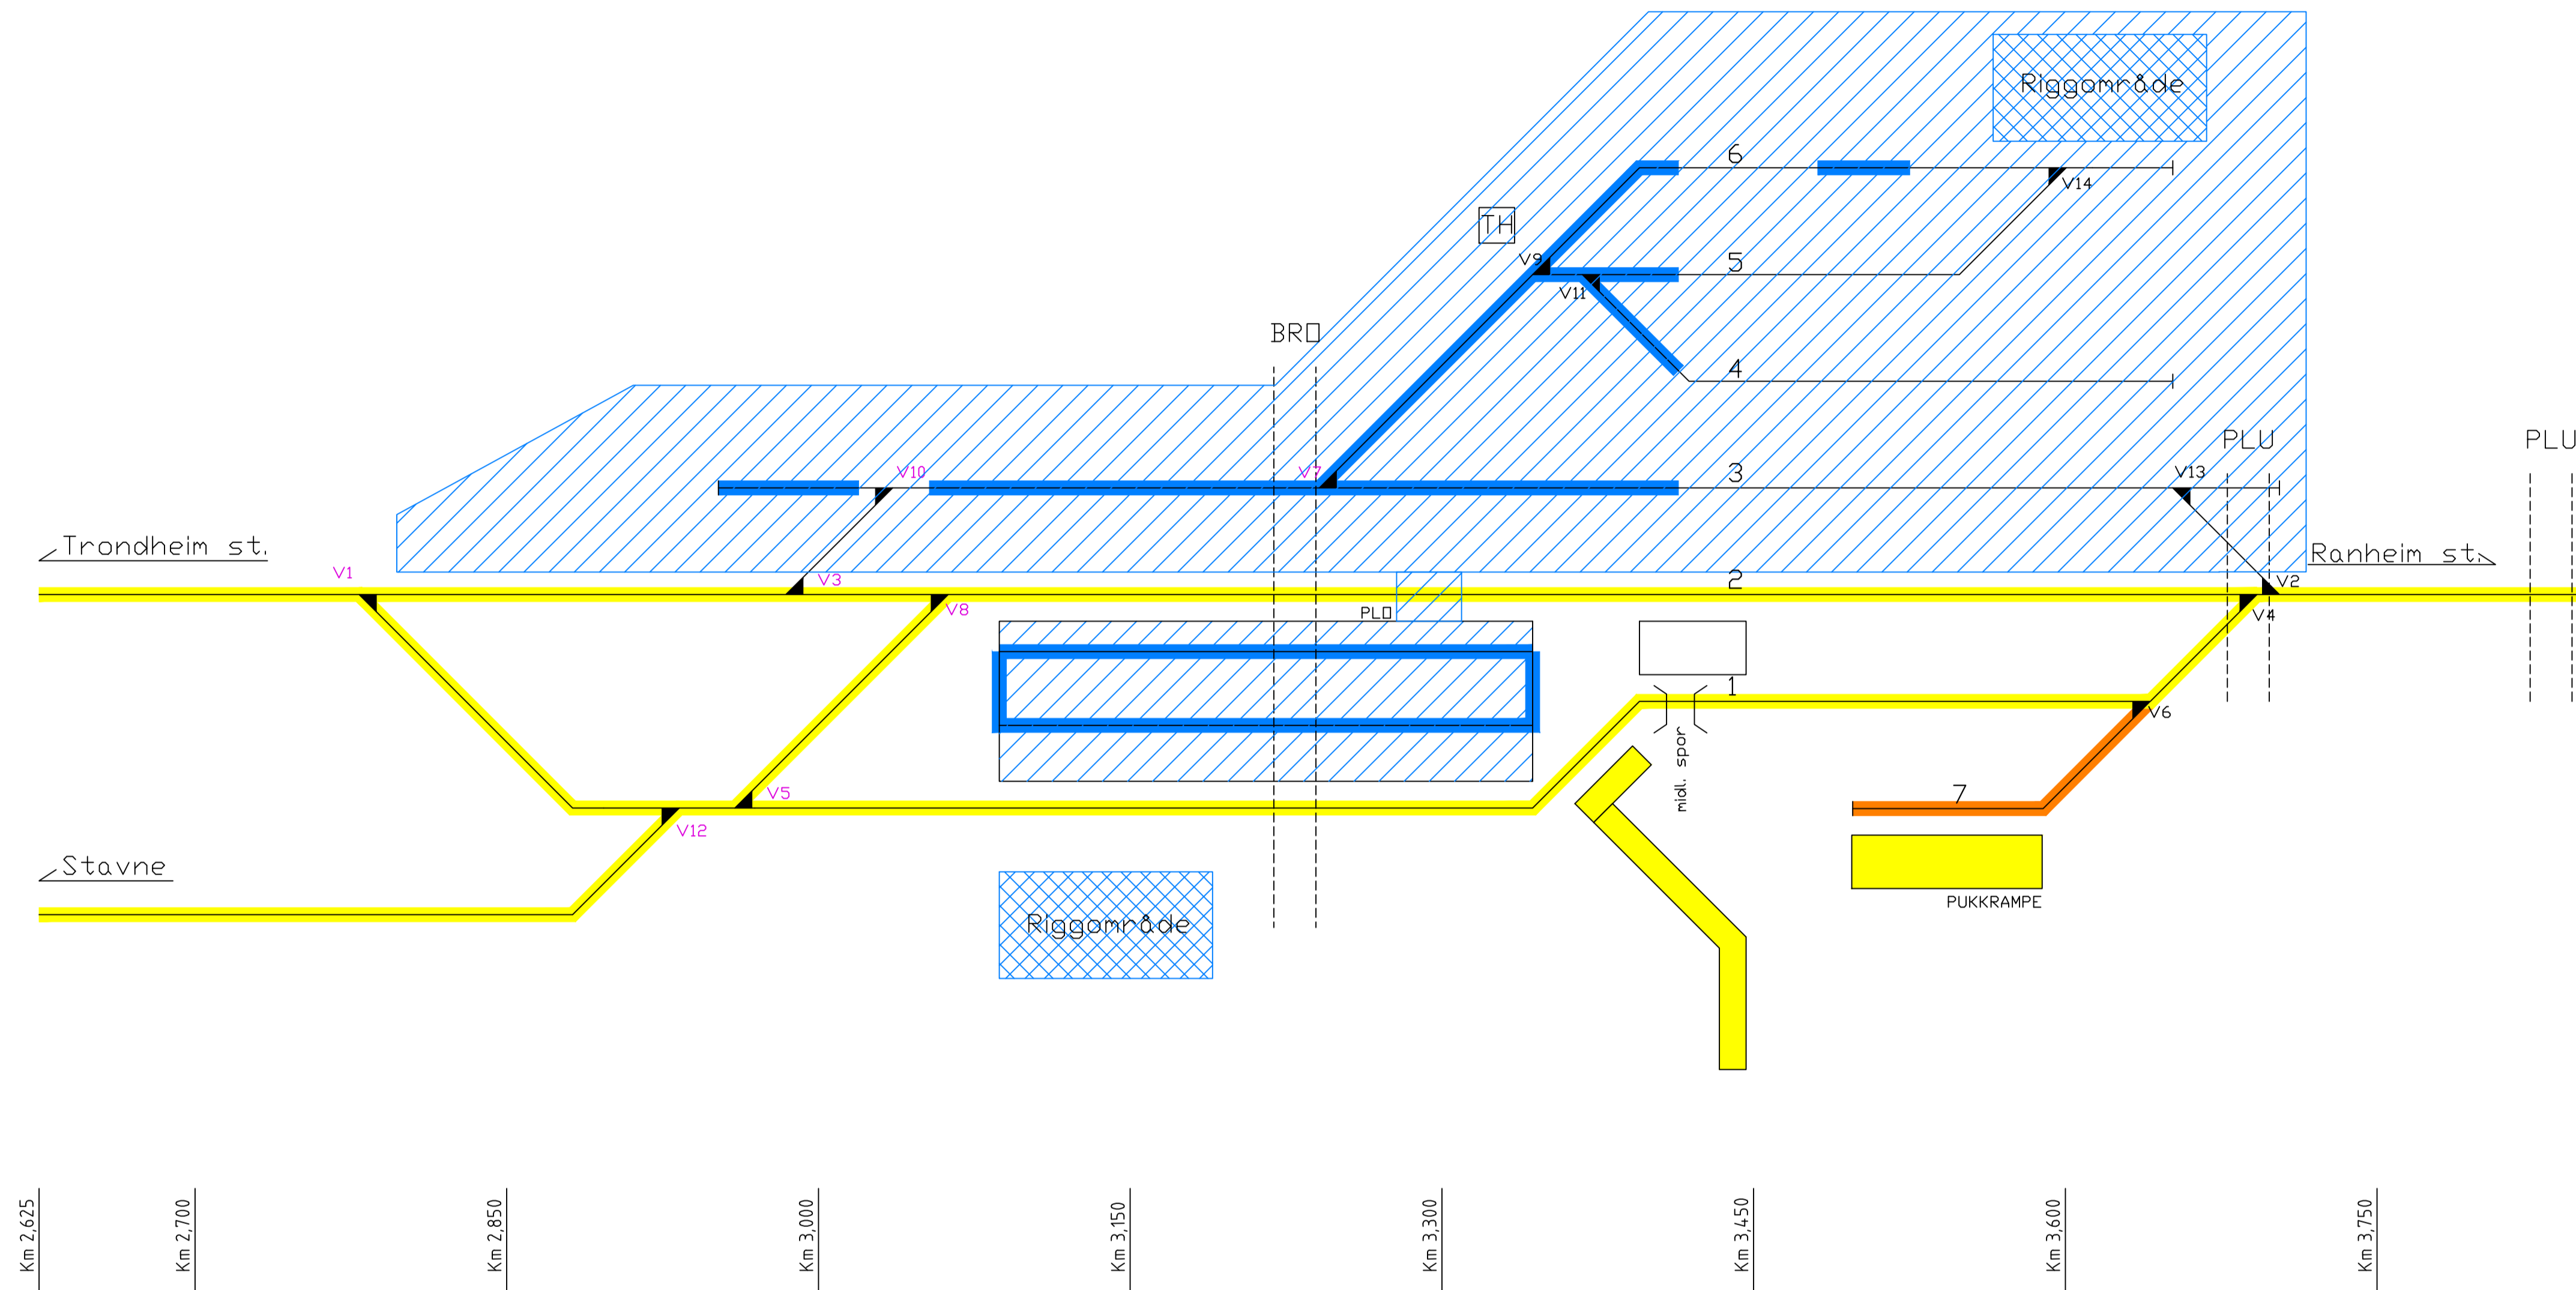 Riggområde
6
V14
TH
V9
5
V11
BRO
4
PLU
PLU
V10
V7
3
V13
Trondheim st.
Ranheim st.
V1
V3
2
V2
V8
PLO
V4
1
V6
midl. spor
V5
7
V12
Stavne
PUKKRAMPE
Riggområde
Km 2,625
Km 2,700
Km 2,850
Km 3,000
Km 3,150
Km 3,300
Km 3,450
Km 3,600
Km 3,750